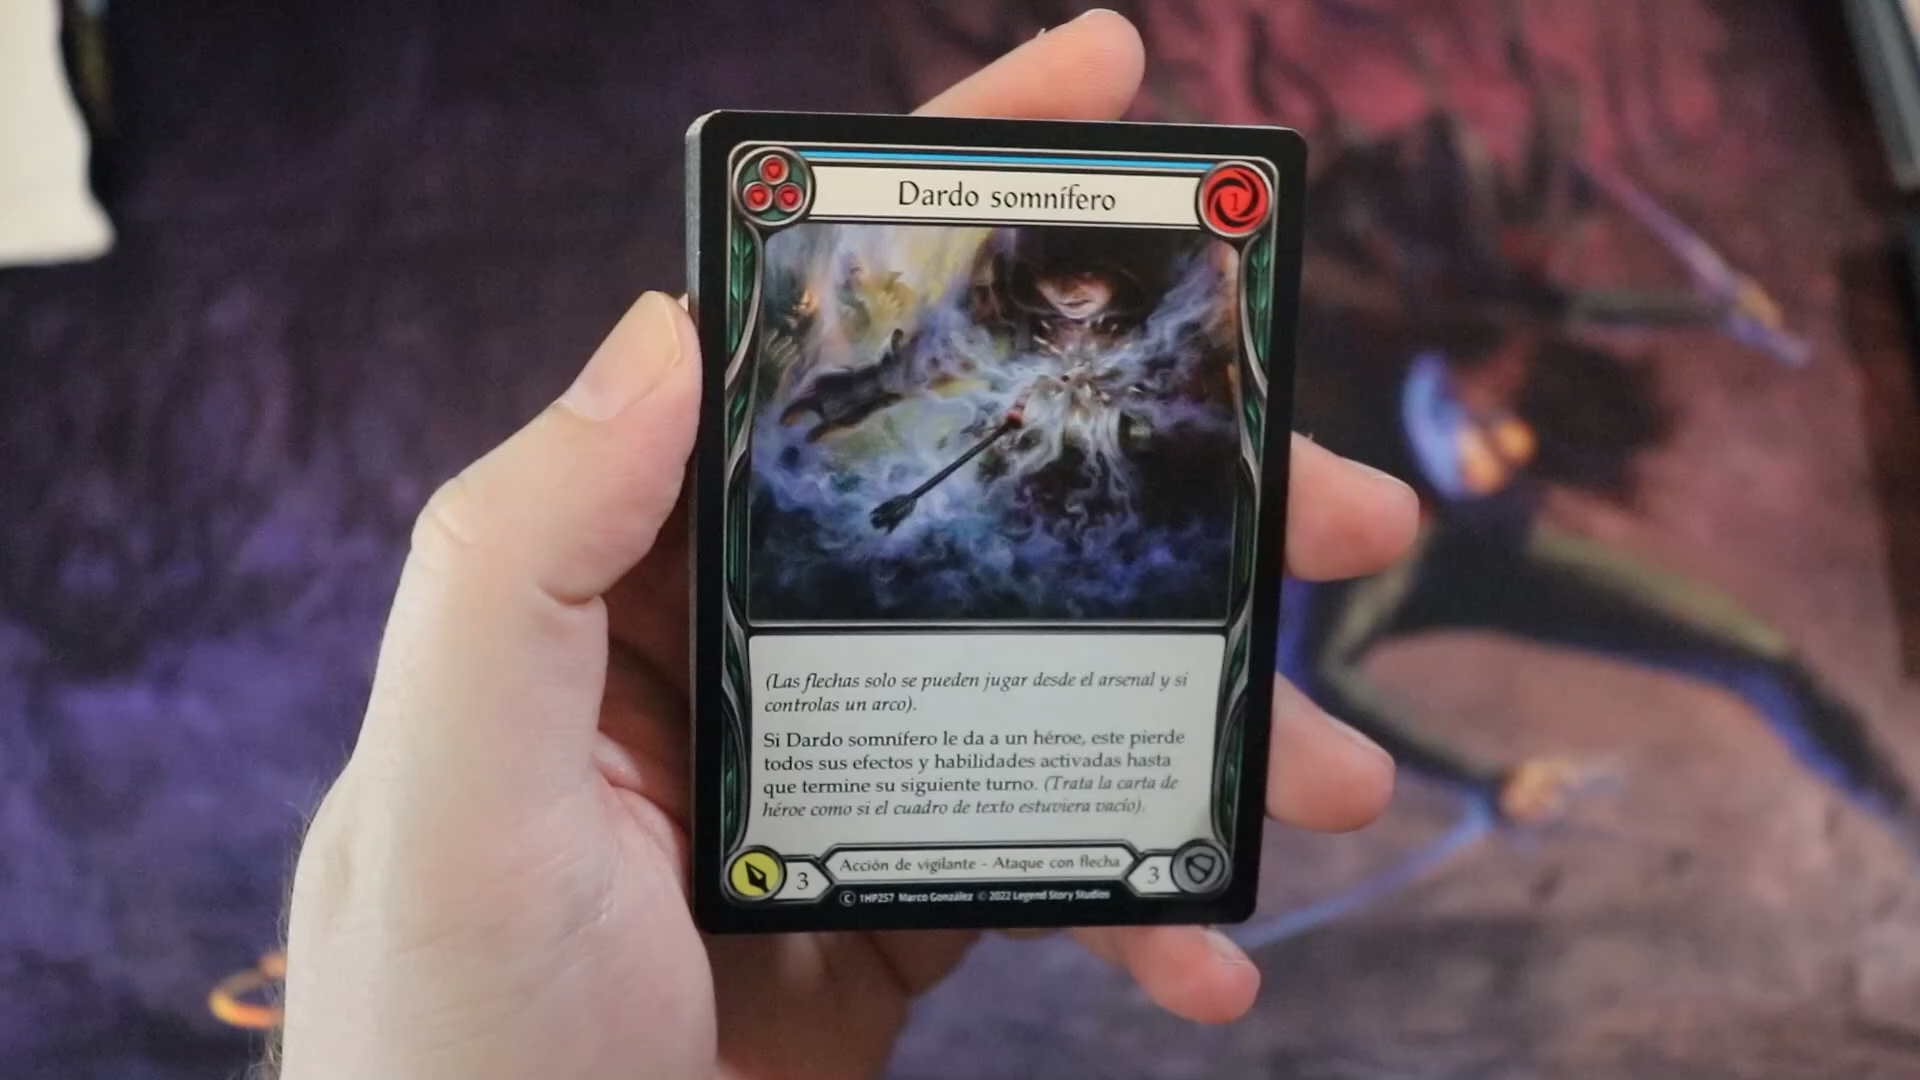 Dardo somnífero
1
(Las flechas solo se pueden jugar desde el arsenal y si
controlas un arco).
Si Dardo somnífero le da a un héroe, este pierde
todos sus efectos y habilidades activadas hasta
que termine su siguiente turno. (Trata la carta de
héroe como si el cuadro de texto estuviera vacío).
3
Acción de vigilante - Ataque con flecha
3
C 1HP257 Marco González © 2022 Legend Story Studios